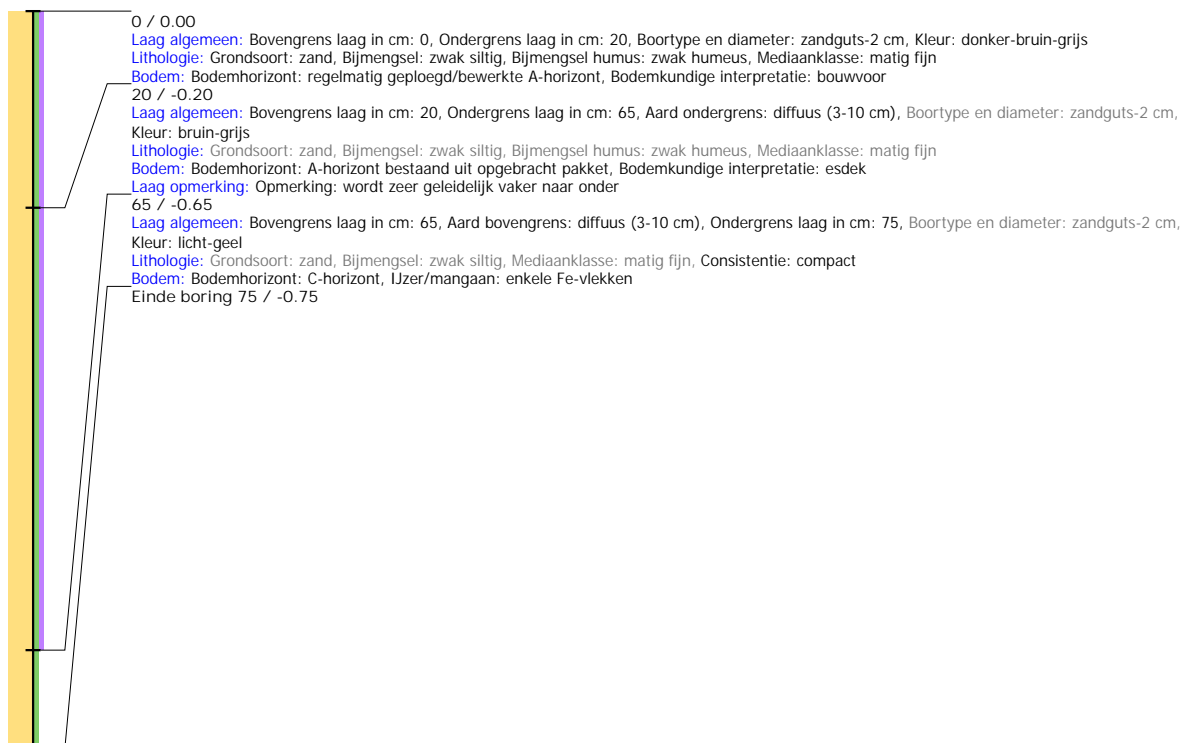 0 / 0.00
Laag algemeen: Bovengrens laag in cm: 0, Ondergrens laag in cm: 20, Boortype en diameter: zandguts-2 cm, Kleur: donker-bruin-grijs
Lithologie: Grondsoort: zand, Bijmengsel: zwak siltig, Bijmengsel humus: zwak humeus, Mediaanklasse: matig fijn
Bodem: Bodemhorizont: regelmatig geploegd/bewerkte A-horizont, Bodemkundige interpretatie: bouwvoor
20 / -0.20
Laag algemeen: Bovengrens laag in cm: 20, Ondergrens laag in cm: 65, Aard ondergrens: diffuus (3-10 cm), Boortype en diameter: zandguts-2 cm,
Kleur: bruin-grijs
Lithologie: Grondsoort: zand, Bijmengsel: zwak siltig, Bijmengsel humus: zwak humeus, Mediaanklasse: matig fijn
Bodem: Bodemhorizont: A-horizont bestaand uit opgebracht pakket, Bodemkundige interpretatie: esdek
Laag opmerking: Opmerking: wordt zeer geleidelijk vaker naar onder
65 / -0.65
Laag algemeen: Bovengrens laag in cm: 65, Aard bovengrens: diffuus (3-10 cm), Ondergrens laag in cm: 75, Boortype en diameter: zandguts-2 cm,
Kleur: licht-geel
Lithologie: Grondsoort: zand, Bijmengsel: zwak siltig, Mediaanklasse: matig fijn, Consistentie: compact
Bodem: Bodemhorizont: C-horizont, IJzer/mangaan: enkele Fe-vlekken
Einde boring 75 / -0.75